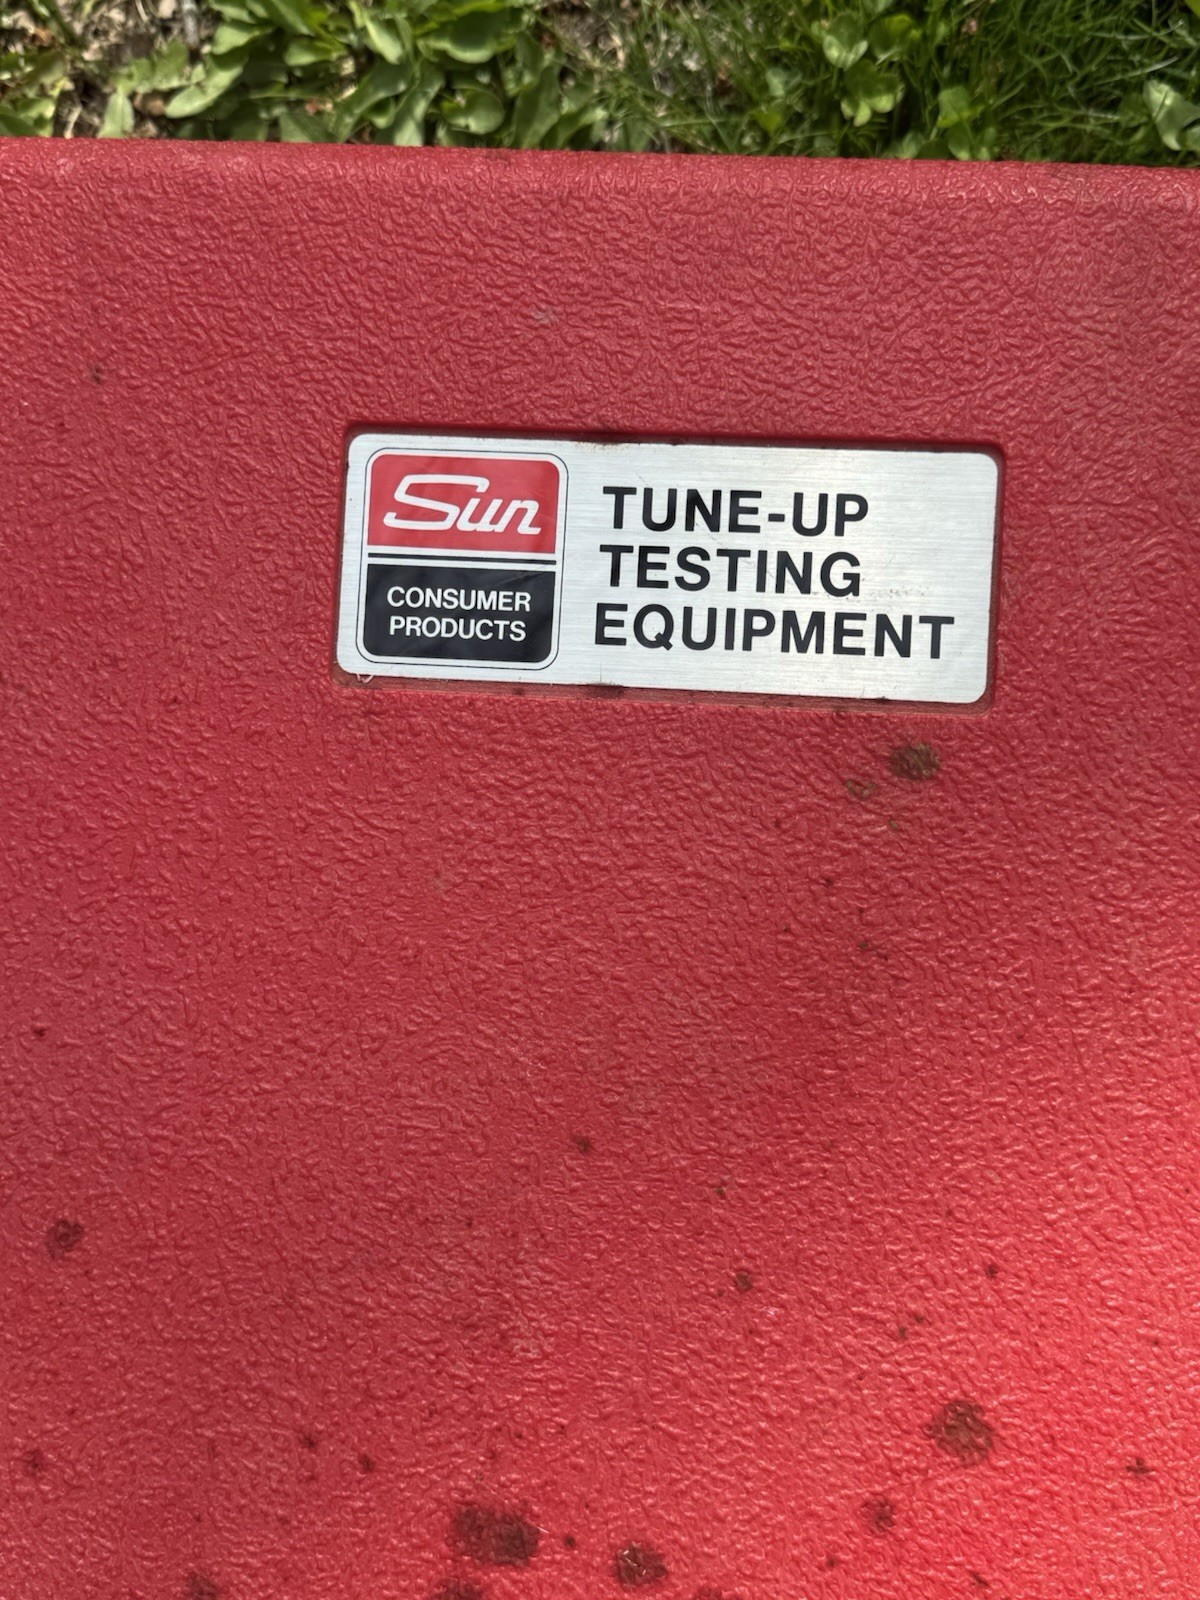 Sun
CONSUMER
PRODUCTS
TUNE-UP
TESTING
EQUIPMENT